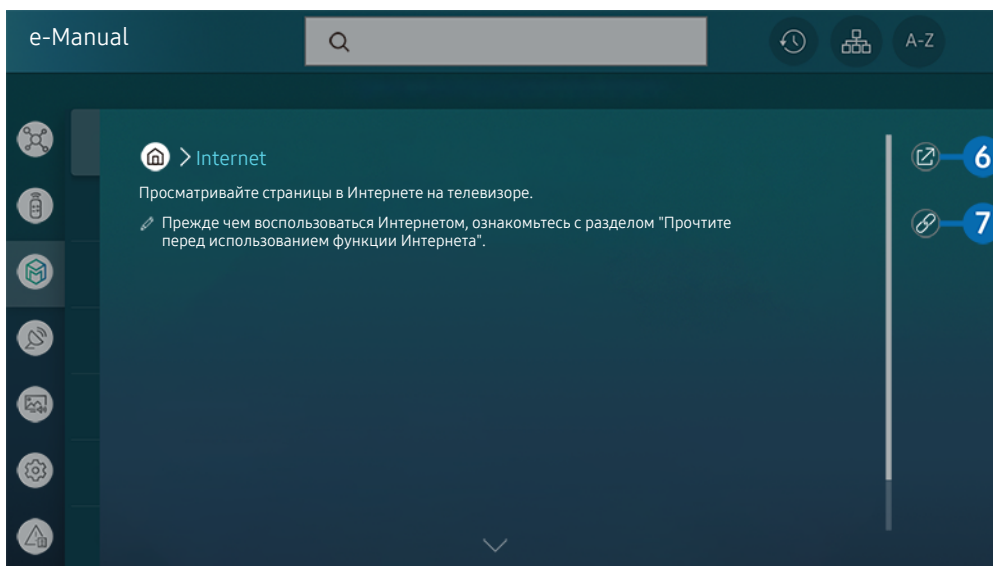 e-Manual
A-Z
Internet
6
Просматривайте страницы в Интернете на телевизоре.
Прежде чем воспользоваться Интернетом, ознакомьтесь с разделом "Прочтите
перед использованием функции Интернета".
7